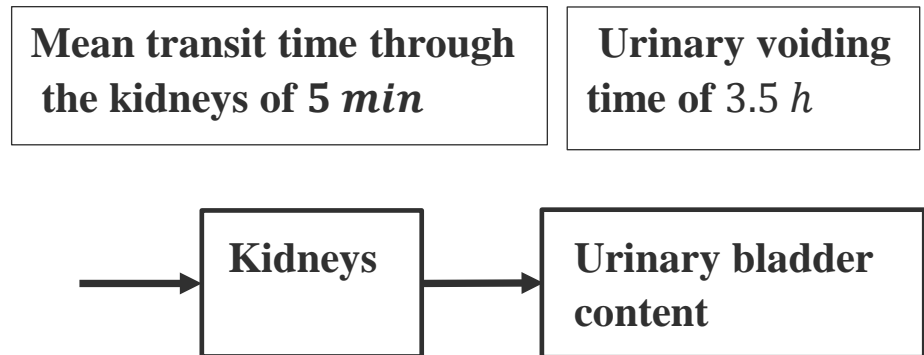 Mean transit time through
the kidneys of 5 min
Urinary voiding
time of 3.5 h
Kidneys
Urinary bladder
content